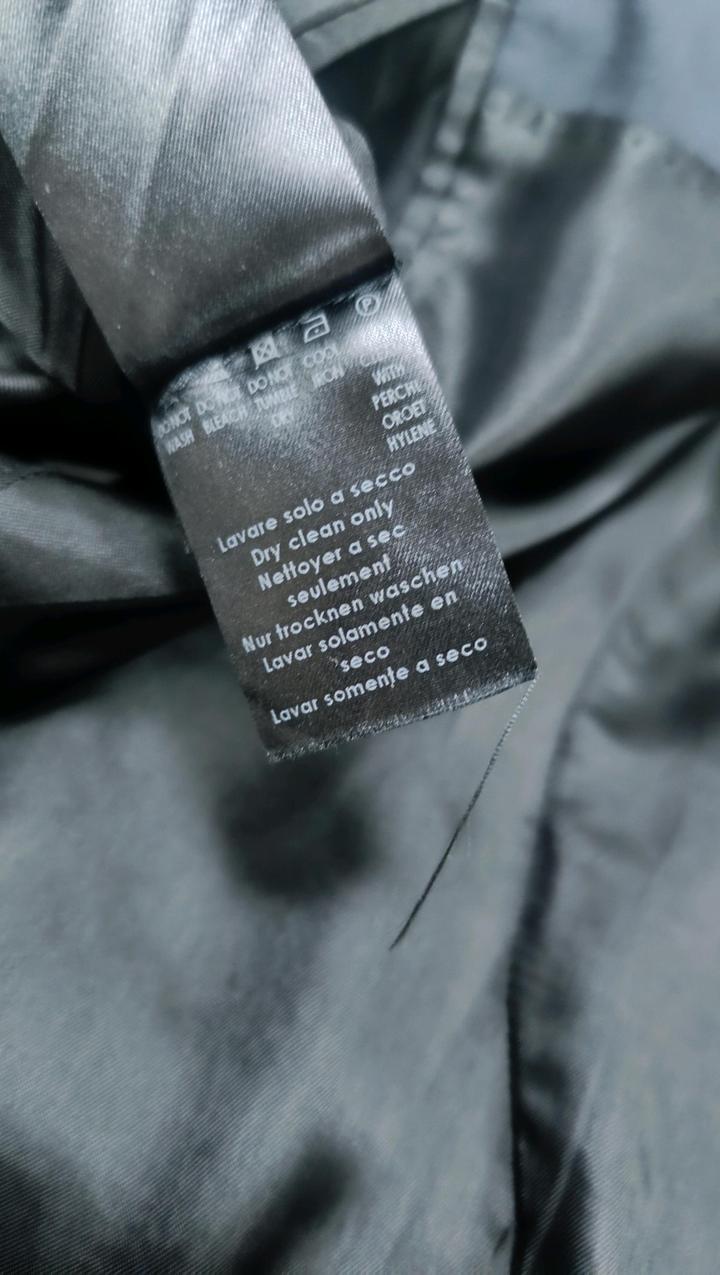 P
DO NOT DO NOT DO NOT COOL
WASH BLEACH TUMBLE IRON WITH
DRY PERCHL
OROET
HYLENE
Lavare solo a secco
Dry clean only
Nettoyer a sec
seulement
Nur trocknen waschen
Lavar solamente en
seco
Lavar somente a seco